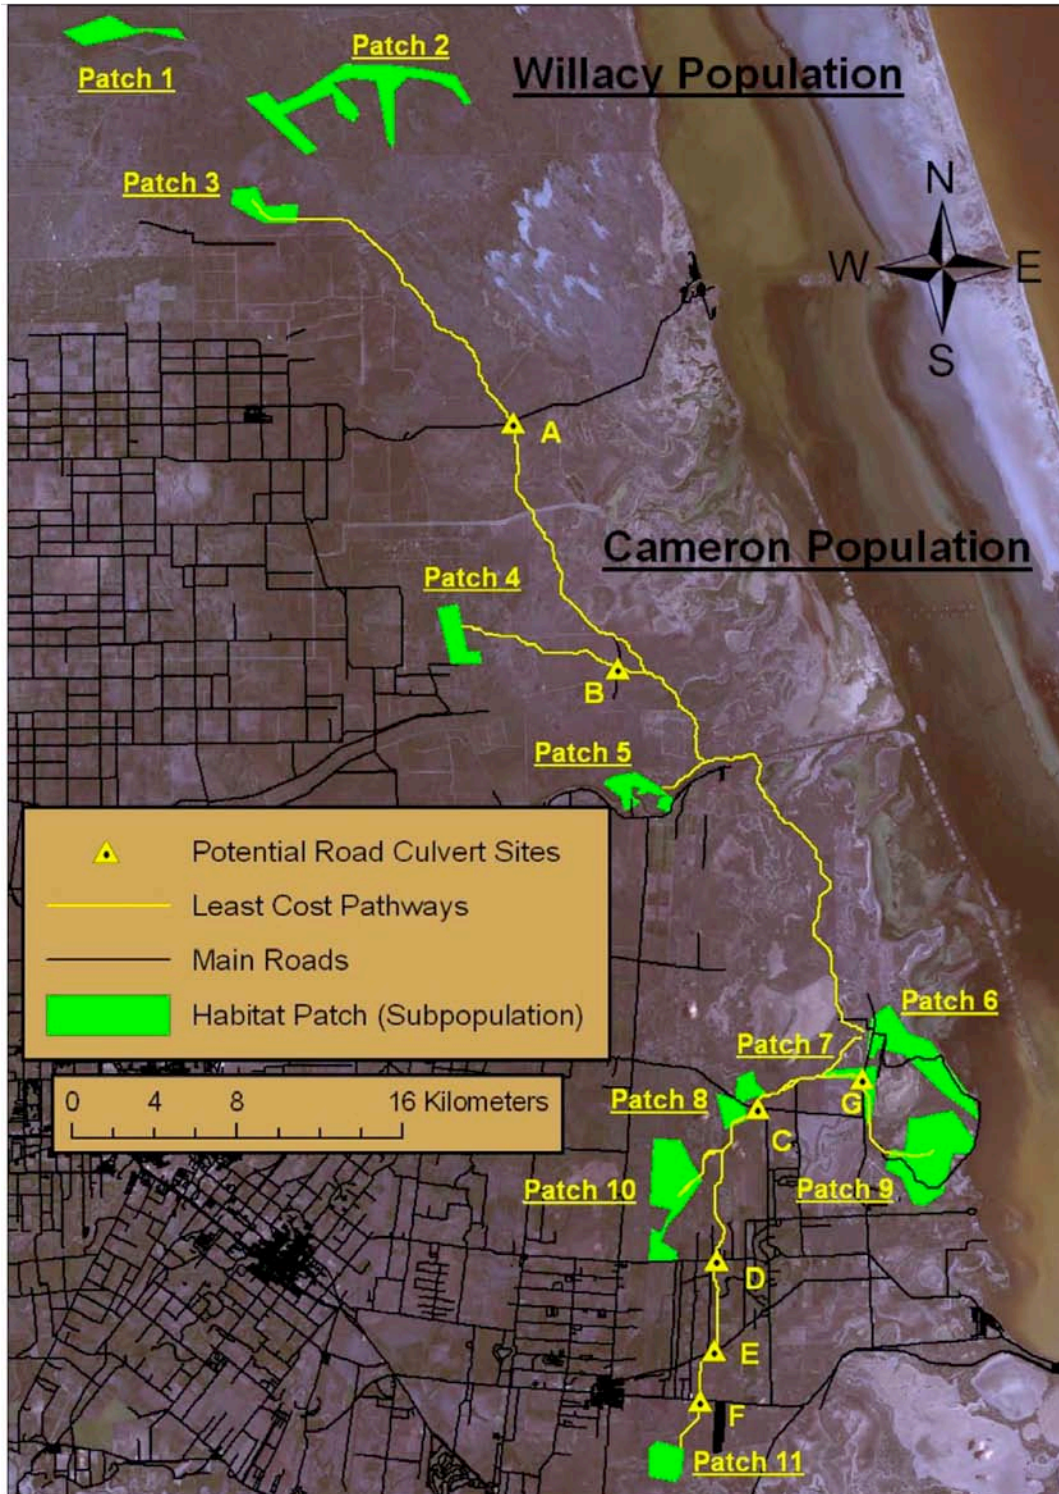 Patch 1
Patch 2
Willacy Population
Patch 3
N
W
E
S
A
Cameron Population
Patch 4
B
Patch 5
Potential Road Culvert Sites
Least Cost Pathways
Main Roads
Habitat Patch (Subpopulation)
0 4 8 16 Kilometers
Patch 6
Patch 7
Patch 8
G
C
Patch 10
Patch 9
D
E
F
Patch 11